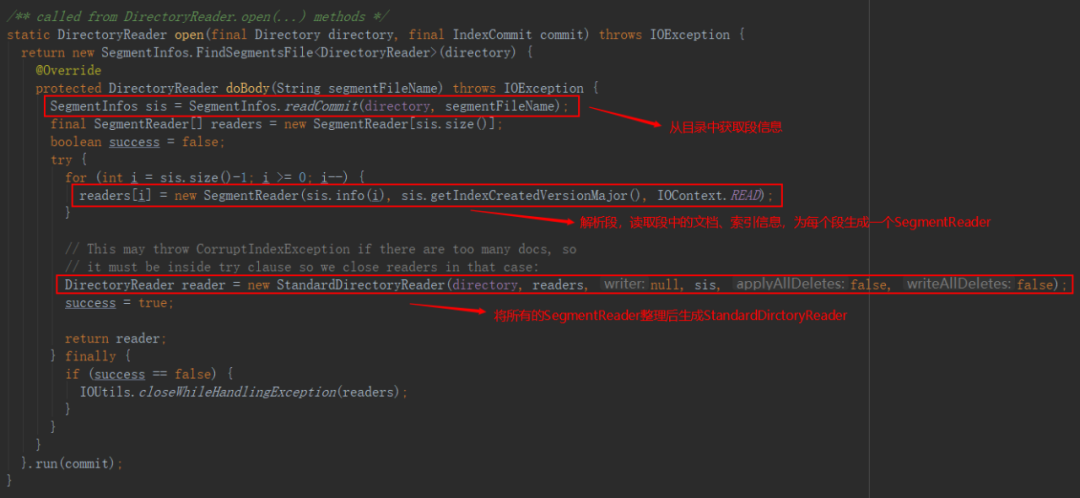 /** called from DirectoryReader.open(...) methods */
static DirectoryReader open(final Directory directory, final IndexCommit commit) throws IOException {
return new SegmentInfos.FindSegmentsFile<DirectoryReader>(directory) {
@Override
protected DirectoryReader doBody(String segmentFileName) throws IOException {
SegmentInfos sis = SegmentInfos.readCommit(directory, segmentFileName);
final SegmentReader[] readers = new SegmentReader[sis.size()];
从目录中获取段信息
boolean success = false;
try {
for (int i = sis.size()-1; i >= 0; i--) {
readers[i] = new SegmentReader(sis.info(i), sis.getIndexCreatedVersionMajor(), IOContext.READ);
}
解析段，读取段中的文档，索引信息，为每个段生成一个SegmentReader
// This may throw CorruptIndexException if there are too many docs, so
// it must be inside try clause so we close readers in that case:
DirectoryReader reader = new StandardDirectoryReader(directory, readers, writer: null, sis, applyAllDeletes: false, writeAllDeletes: false);
success = true;
将所有的SegmentReader整理后生成StandardDirctoryReader
return reader;
} finally {
if (success == false) {
IOUtils.closeWhileHandlingException(readers);
}
}
}
}.run(commit);
}